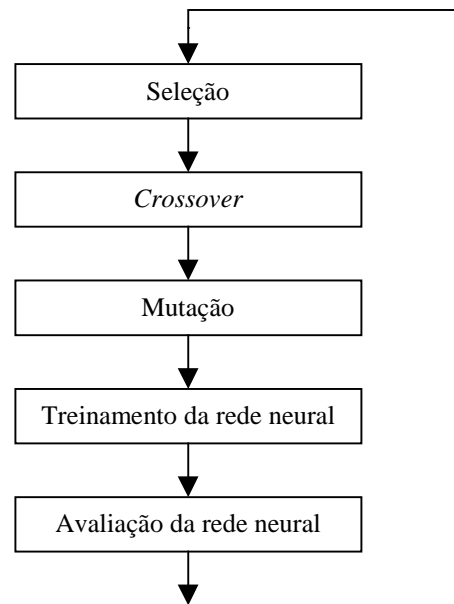 Seleção
Crossover
Mutação
Treinamento da rede neural
Avaliação da rede neural